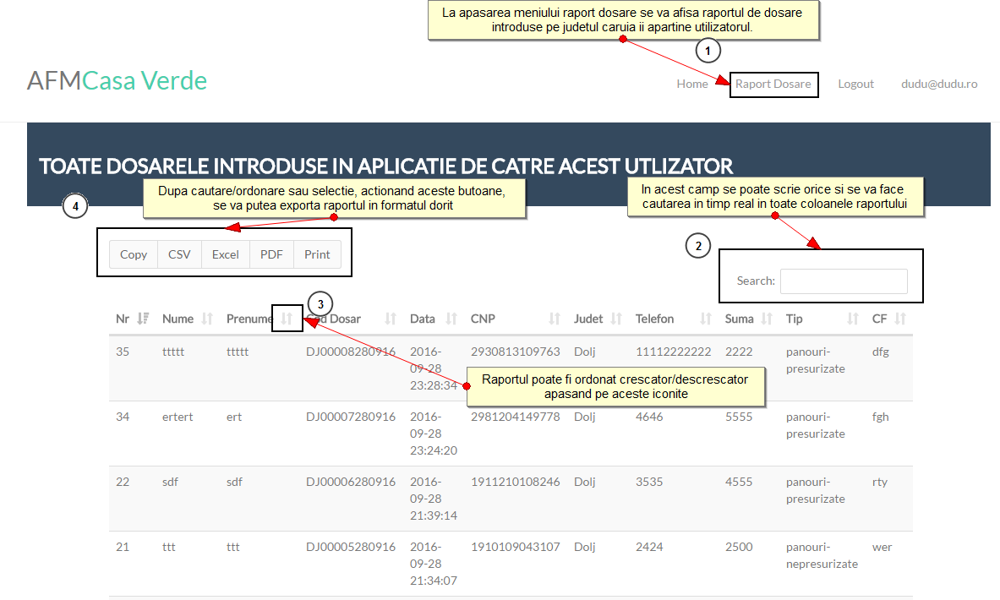 La apasarea meniului raport dosare se va afisa raportul de dosare
introduse pe judetul caruia ii apartine utilizatorul.
1
AFMCasa Verde
Home Raport Dosare Logout dudu@dudu.ro
TOATE DOSARELE INTRODUSE IN APLICATIE DE CATRE ACEST UTLIZATOR
4
Dupa cautare/ordonare sau selectie, actionand aceste butoane,
se va putea exporta raportul in formatul dorit
In acest camp se poate scrie orice si se va face
cautarea in timp real in toate coloanele raportului
Copy CSV Excel PDF Print
2
Search:
3
Nr Nume Prenume Cod Dosar Data CNP Judet Telefon Suma Tip CF
35 ttttt ttttt DJ00008280916 2016- 2930813109763 Dolj 11112222222 2222 panouri- dfg
09-28 presurizate
23:28:34
Raportul poate fi ordonat crescator/descrescator
apasand pe aceste iconite
34 ertert ert DJ00007280916 2016- 2981204149778 Dolj 4646 5555 panouri- fgh
09-28 presurizate
23:24:20
22 sdf sdf DJ00006280916 2016- 1911210108246 Dolj 3535 4555 panouri- rty
09-28 presurizate
21:39:14
21 ttt ttt DJ00005280916 2016- 1910109043107 Dolj 2424 2500 panouri- wer
09-28 nepresurizate
21:34:07